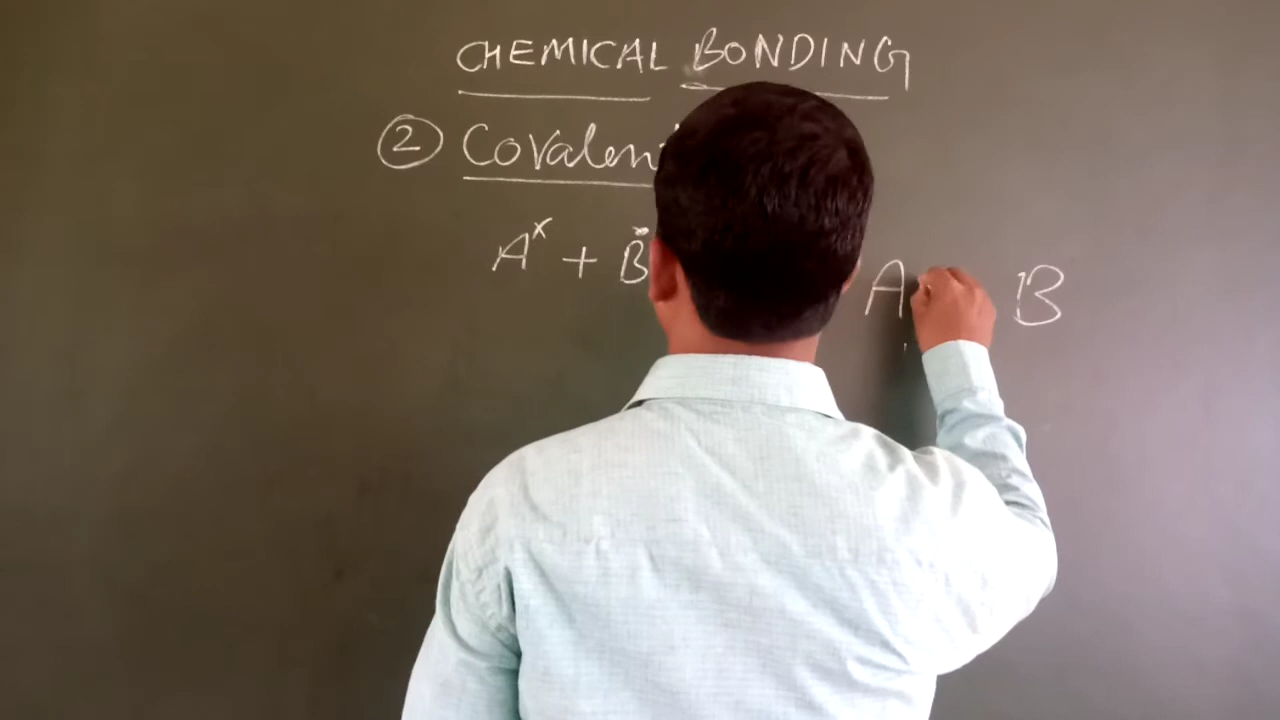 CHEMICAL BONDING
② Covalen
Aˣ + B̈ A B